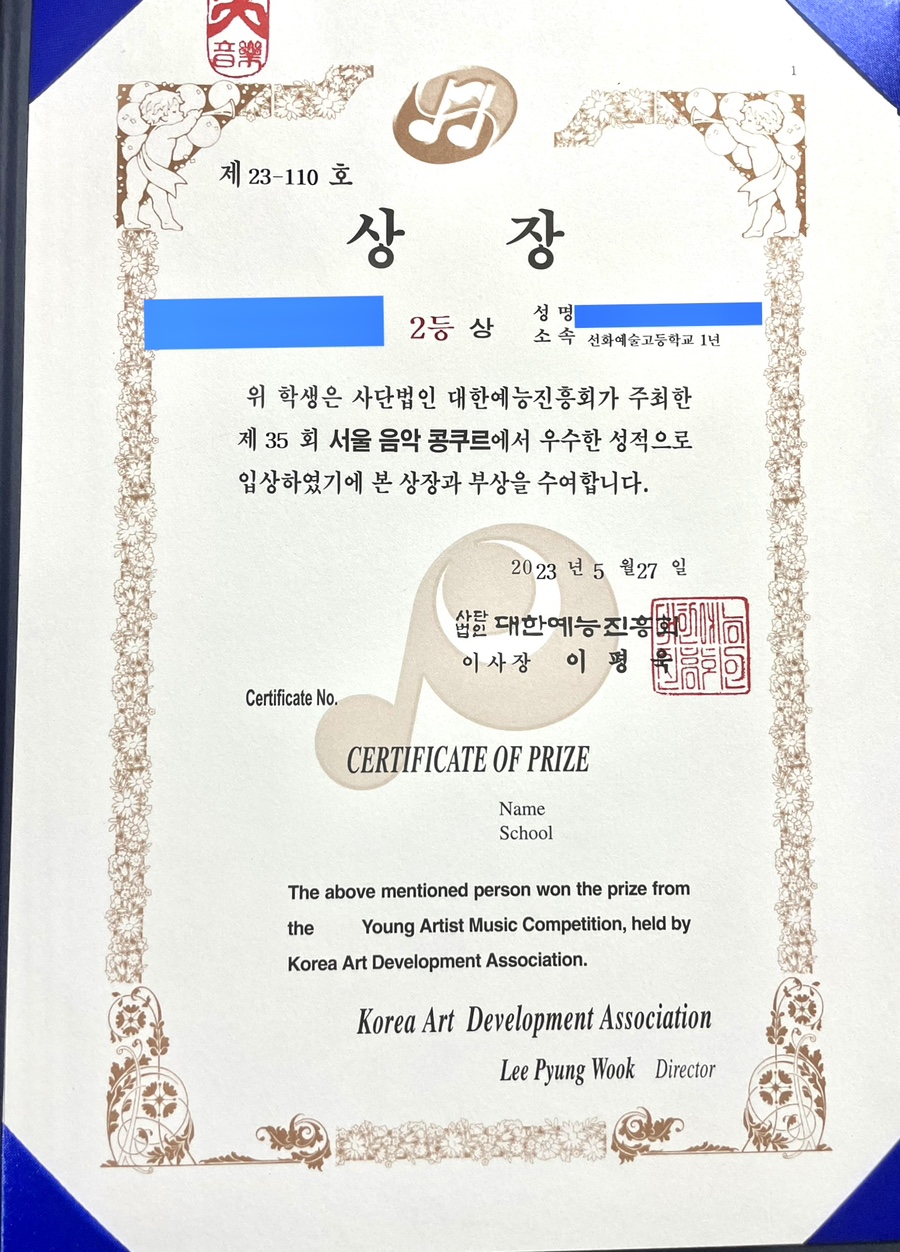 音樂
1
제 23-110 호
상 장
2등 상
성 명
소 속 선화예술고등학교 1년
위 학생은 사단법인 대한예능진흥회가 주최한
제 35 회 서울 음악 콩쿠르에서 우수한 성적으로
입상하였기에 본 상장과 부상을 수여합니다.
2023 년 5 월27 일
사단법인 대한예능진흥회
이사장 이 평 욱
Certificate No.
CERTIFICATE OF PRIZE
Name
School
The above mentioned person won the prize from
the Young Artist Music Competition, held by
Korea Art Development Association.
Korea Art Development Association
Lee Pyung Wook Director